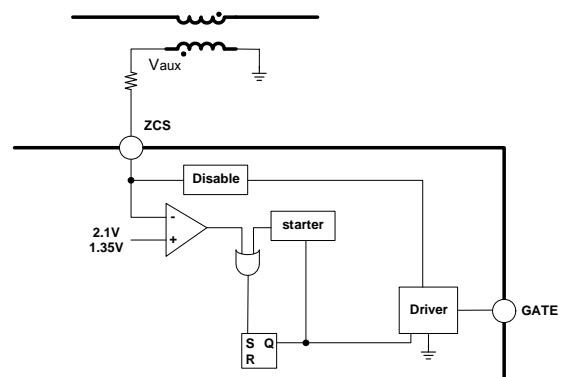 Vaux
ZCS
Disable
-
2.1V
1.35V
+
starter
Driver
GATE
S Q
R